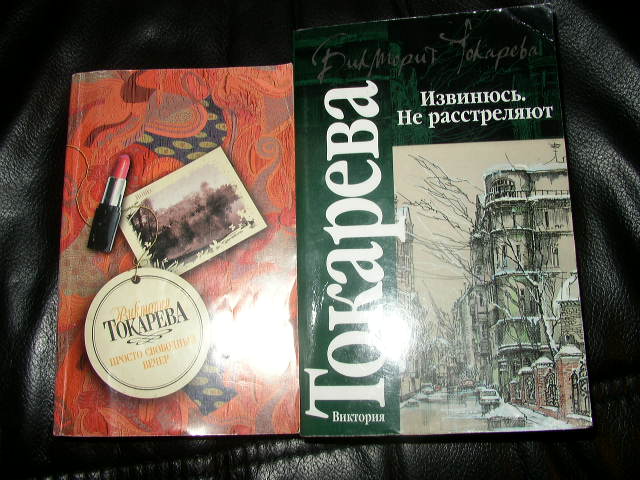 Виктория
ТОКАРЕВА
ПРОСТО СВОБОДНЫЙ
ВЕЧЕР
Виктория Токарева
Извинюсь.
Не расстреляют
Токарева
Виктория